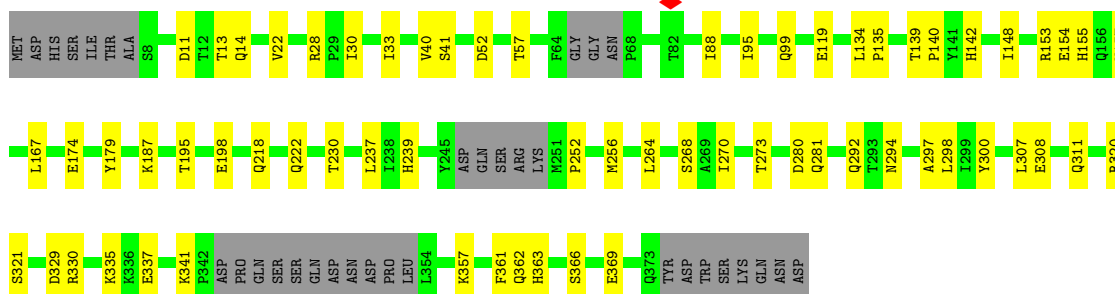 MET ASP HIS SER ILE THR ALA S8 D11 T12 T13 Q14 V22 R28 P29 I30 I33 V40 S41 D52 T57 F64 GLY GLY ASN P68 T82 I88 I95 Q99 E119 L134 P135 T139 P140 Y141 H142 I148 R153 E154 H155 Q156
L167 E174 Y179 K187 T195 E198 Q218 Q222 T230 L237 I238 H239 Y245 ASP GLN SER ARG LYS M251 P252 M256 L264 S268 A269 I270 T273 D280 Q281 Q292 T293 N294 A297 L298 I299 Y300 L307 E308 Q311
S321 D329 R330 K335 K336 E337 K341 P342 ASP PRO GLN SER SER GLN ASP ASN ASP PRO LEU L354 K357 F361 Q362 H363 S366 E369 Q373 TYR ASP TRP SER LYS GLN ASN ASP